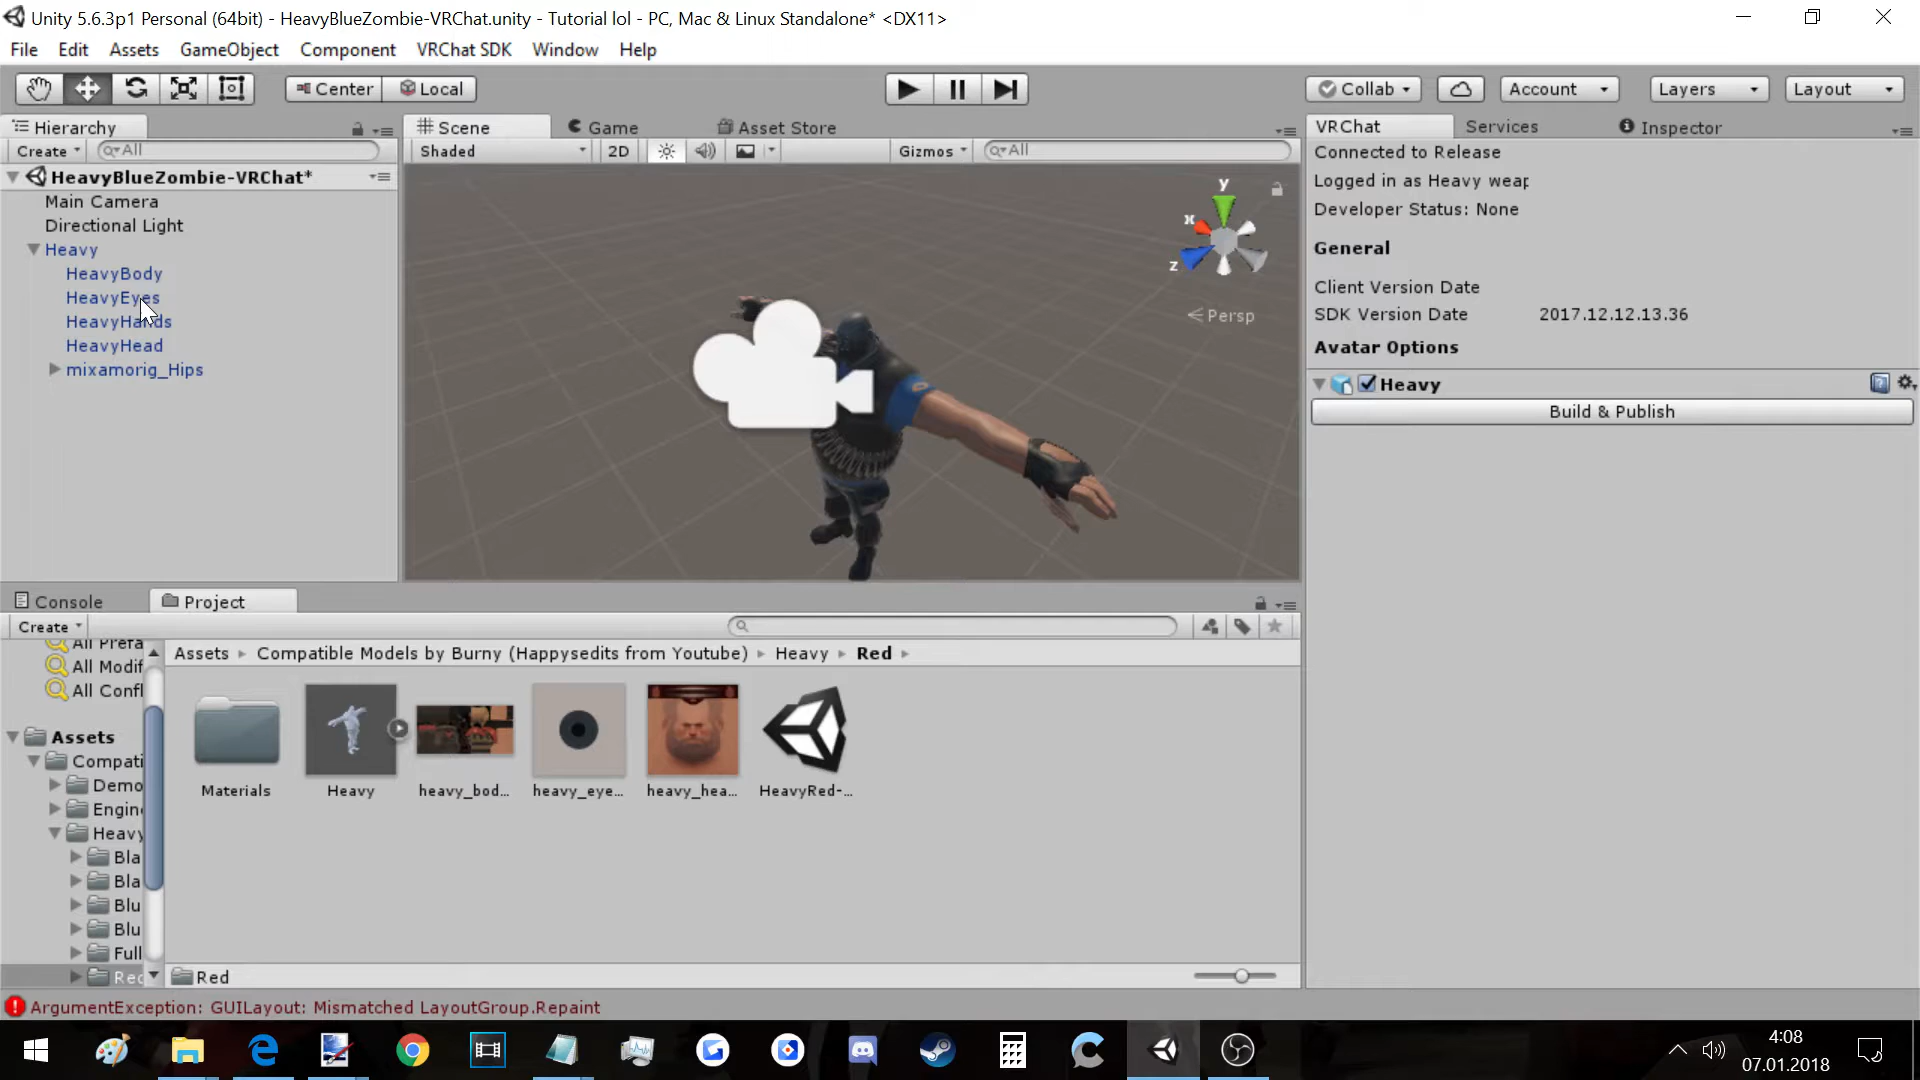 Unity 5.6.3p1 Personal (64bit) - HeavyBlueZombie-VRChat.unity - Tutorial lol - PC, Mac & Linux Standalone* <DX11>
File Edit Assets GameObject Component VRChat SDK Window Help
Center Local Collab Account Layers Layout
Hierarchy
Create All
HeavyBlueZombie-VRChat*
Main Camera
Directional Light
Heavy
HeavyBody
HeavyEyes
HeavyHands
HeavyHead
mixamorig_Hips
Scene Game Asset Store
Shaded 2D Gizmos All
y
x
z
Persp
VRChat Services Inspector
Connected to Release
Logged in as Heavy weap
Developer Status: None
General
Client Version Date
SDK Version Date 2017.12.12.13.36
Avatar Options
Heavy
Build & Publish
Console Project
Create
All Prefa
All Modif
All Confl
Assets
Compati
Demo
Engin
Heavy
Bla
Bla
Blu
Blu
Full
Red
Assets Compatible Models by Burny (Happysedits from Youtube) Heavy Red
Materials Heavy heavy_bod... heavy_eye... heavy_hea... HeavyRed-...
Red
ArgumentException: GUILayout: Mismatched LayoutGroup.Repaint
4:08
07.01.2018